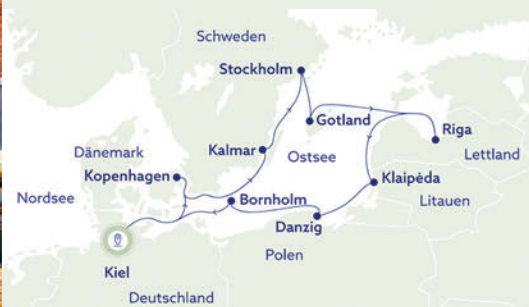 Schweden
Stockholm
Gotland
Riga
Kalmar
Ostsee
Lettland
Dänemark
Kopenhagen
Klaipėda
Nordsee
Bornholm
Litauen
Danzig
Polen
Kiel
Deutschland